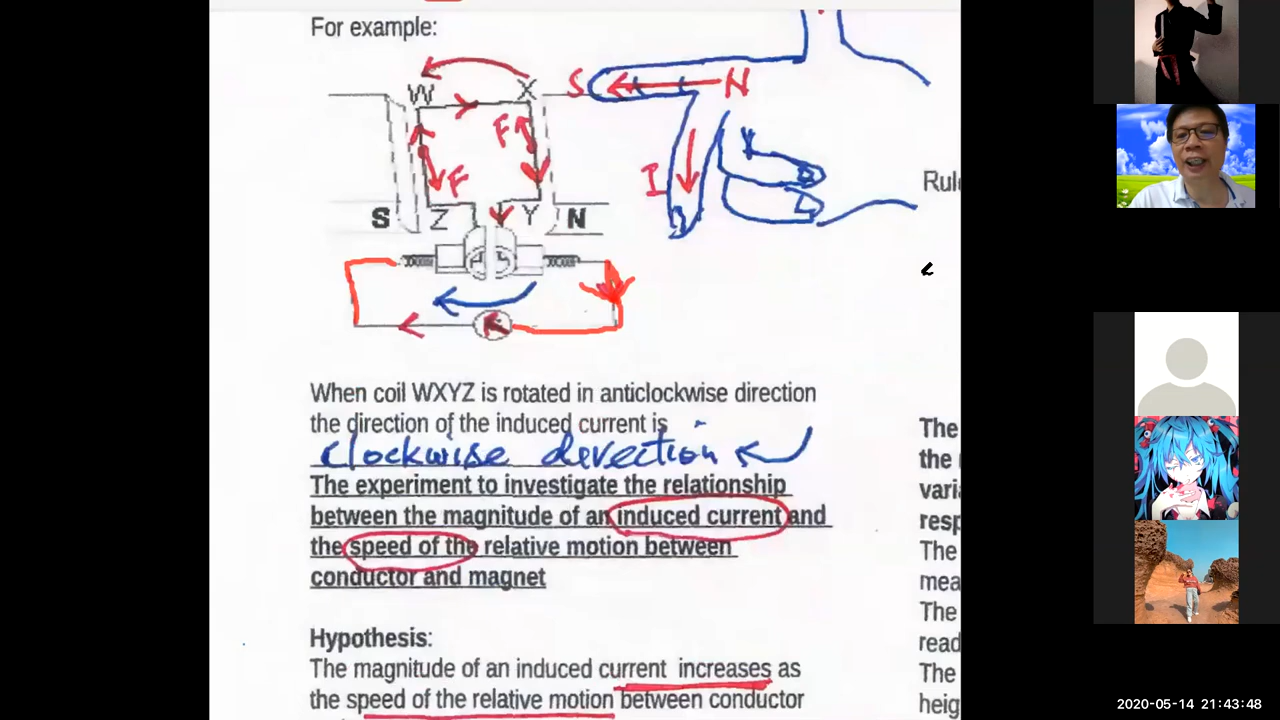 For example:
W
X
S
N
F
F
I
Rule
S
Z
Y
N
When coil WXYZ is rotated in anticlockwise direction
the direction of the induced current is
clockwise direction
The experiment to investigate the relationship
between the magnitude of an induced current and
the speed of the relative motion between
conductor and magnet
Hypothesis:
The magnitude of an induced current increases as
the speed of the relative motion between conductor
The
the
vari
resp
The
mea
The
read
The
heig
2020-05-14 21:43:48